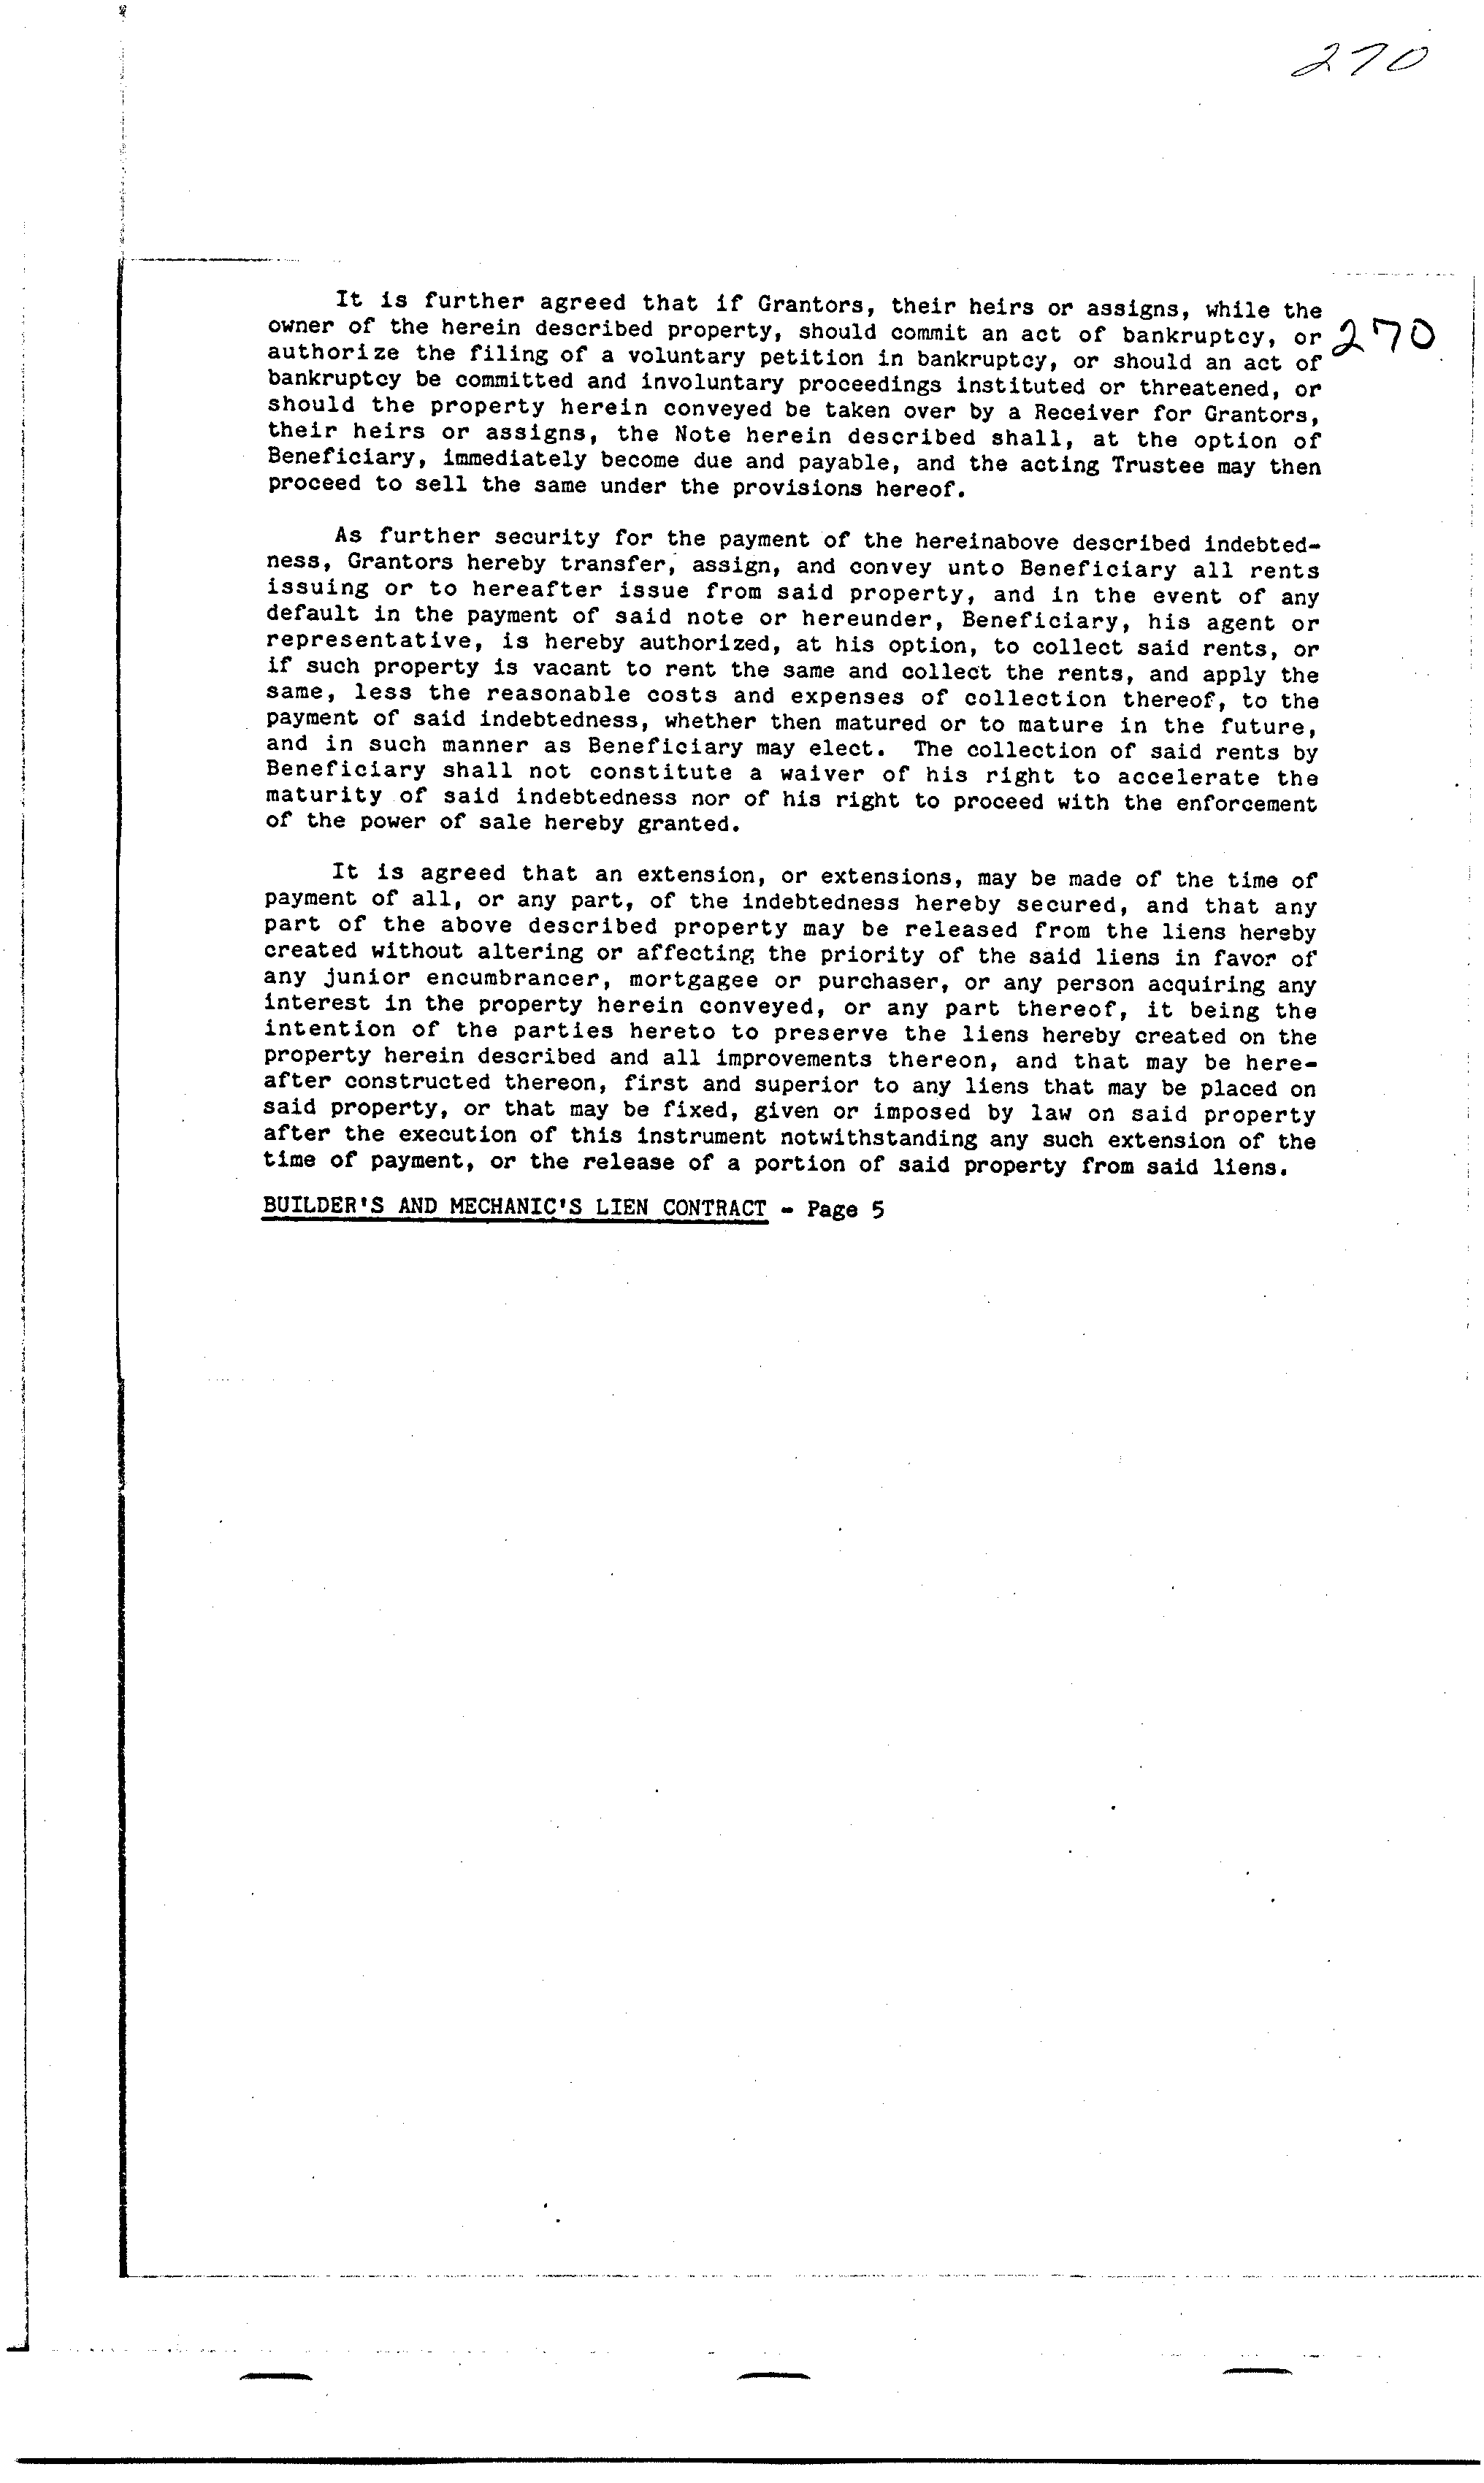 270
It is further agreed that if Grantors, their heirs or assigns, while the
owner of the herein described property, should commit an act of bankruptcy, or
270
authorize the filing of a voluntary petition in bankruptcy, or should an act of
bankruptcy be committed and involuntary proceedings instituted or threatened, or
should the property herein conveyed be taken over by a Receiver for Grantors,
their heirs or assigns, the Note herein described shall, at the option of
Beneficiary, immediately become due and payable, and the acting Trustee may then
proceed to sell the same under the provisions hereof.
As further security for the payment of the hereinabove described indebted-
ness, Grantors hereby transfer, assign, and convey unto Beneficiary all rents
issuing or to hereafter issue from said property, and in the event of any
default in the payment of said note or hereunder, Beneficiary, his agent or
representative, is hereby authorized, at his option, to collect said rents, or
if such property is vacant to rent the same and collect the rents, and apply the
same, less the reasonable costs and expenses of collection thereof, to the
payment of said indebtedness, whether then matured or to mature in the future,
and in such manner as Beneficiary may elect. The collection of said rents by
Beneficiary shall not constitute a waiver of his right to accelerate the
maturity of said indebtedness nor of his right to proceed with the enforcement
of the power of sale hereby granted.
It is agreed that an extension, or extensions, may be made of the time of
payment of all, or any part, of the indebtedness hereby secured, and that any
part of the above described property may be released from the liens hereby
created without altering or affecting the priority of the said liens in favor of
any junior encumbrancer, mortgagee or purchaser, or any person acquiring any
interest in the property herein conveyed, or any part thereof, it being the
intention of the parties hereto to preserve the liens hereby created on the
property herein described and all improvements thereon, and that may be here-
after constructed thereon, first and superior to any liens that may be placed on
said property, or that may be fixed, given or imposed by law on said property
after the execution of this instrument notwithstanding any such extension of the
time of payment, or the release of a portion of said property from said liens.
BUILDER'S AND MECHANIC'S LIEN CONTRACT - Page 5